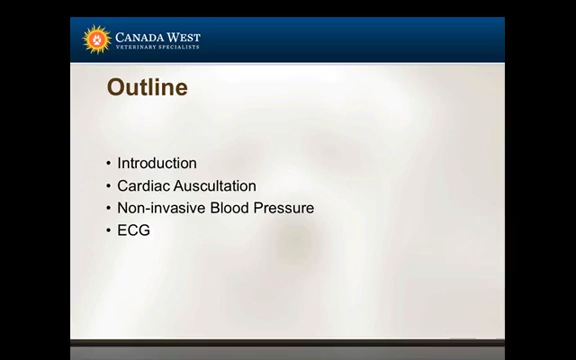 CANADA WEST
VETERINARY SPECIALISTS
Outline
• Introduction
• Cardiac Auscultation
• Non-invasive Blood Pressure
• ECG